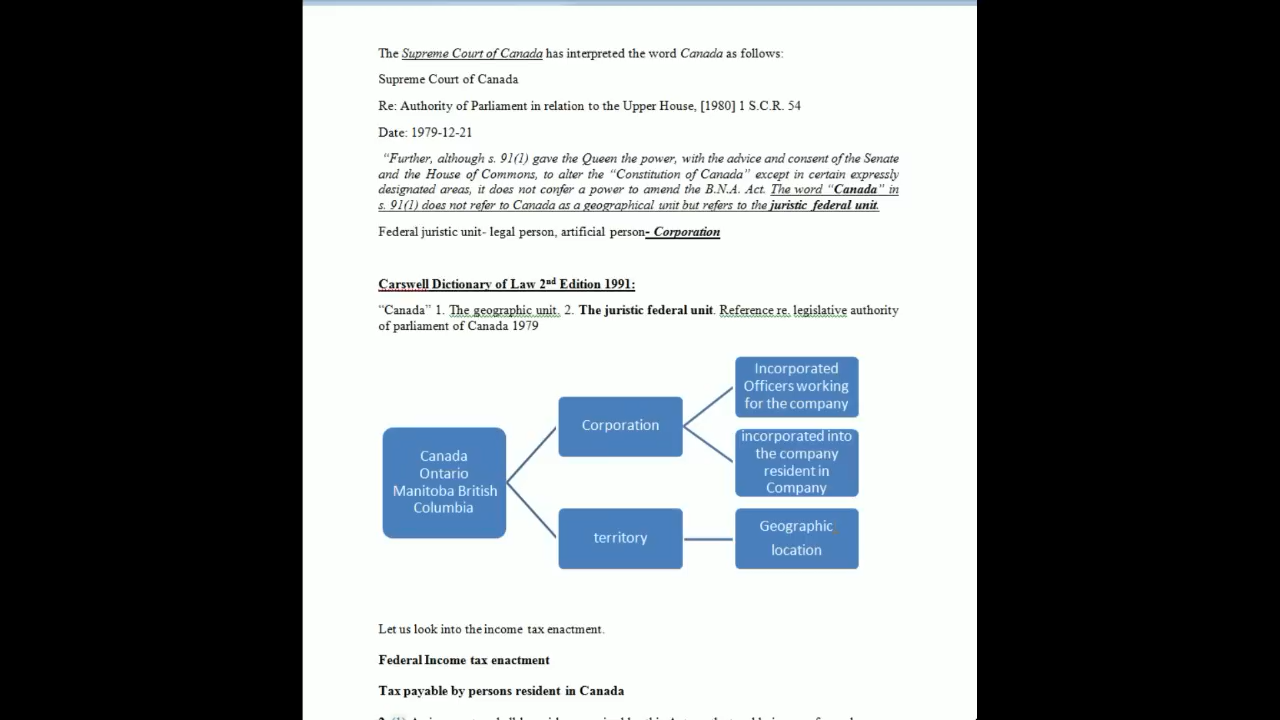 The Supreme Court of Canada has interpreted the word Canada as follows:
Supreme Court of Canada
Re: Authority of Parliament in relation to the Upper House, [1980] 1 S.C.R. 54
Date: 1979-12-21
“Further, although s. 91(1) gave the Queen the power, with the advice and consent of the Senate
and the House of Commons, to alter the “Constitution of Canada” except in certain expressly
designated areas, it does not confer a power to amend the B.N.A. Act. The word “Canada” in
s. 91(1) does not refer to Canada as a geographical unit but refers to the juristic federal unit.
Federal juristic unit- legal person, artificial person- Corporation
Carswell Dictionary of Law 2nd Edition 1991:
“Canada” 1. The geographic unit. 2. The juristic federal unit. Reference re. legislative authority
of parliament of Canada 1979
Canada
Ontario
Manitoba British
Columbia
Corporation
territory
Incorporated
Officers working
for the company
incorporated into
the company
resident in
Company
Geographic
location
Let us look into the income tax enactment.
Federal Income tax enactment
Tax payable by persons resident in Canada